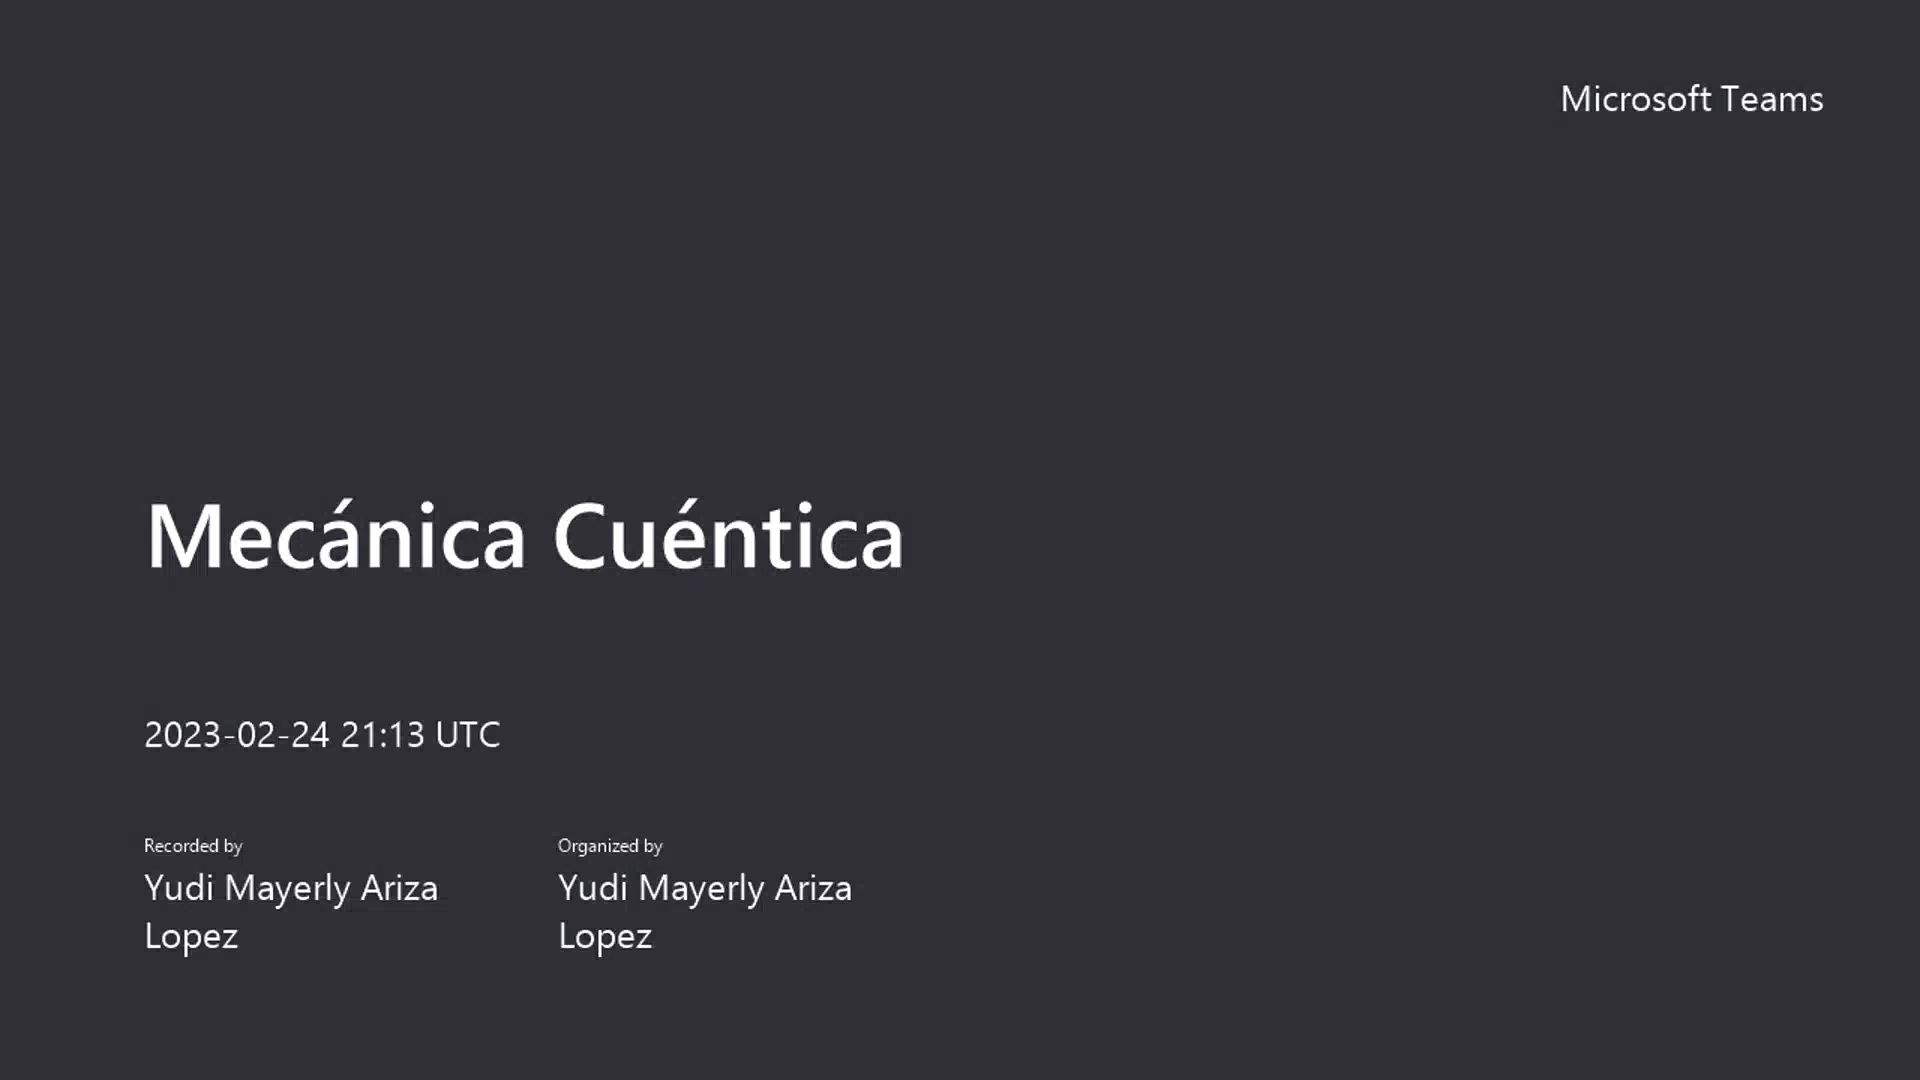 Microsoft Teams
Mecánica Cuéntica
2023-02-24 21:13 UTC
Recorded by
Yudi Mayerly Ariza
Lopez
Organized by
Yudi Mayerly Ariza
Lopez